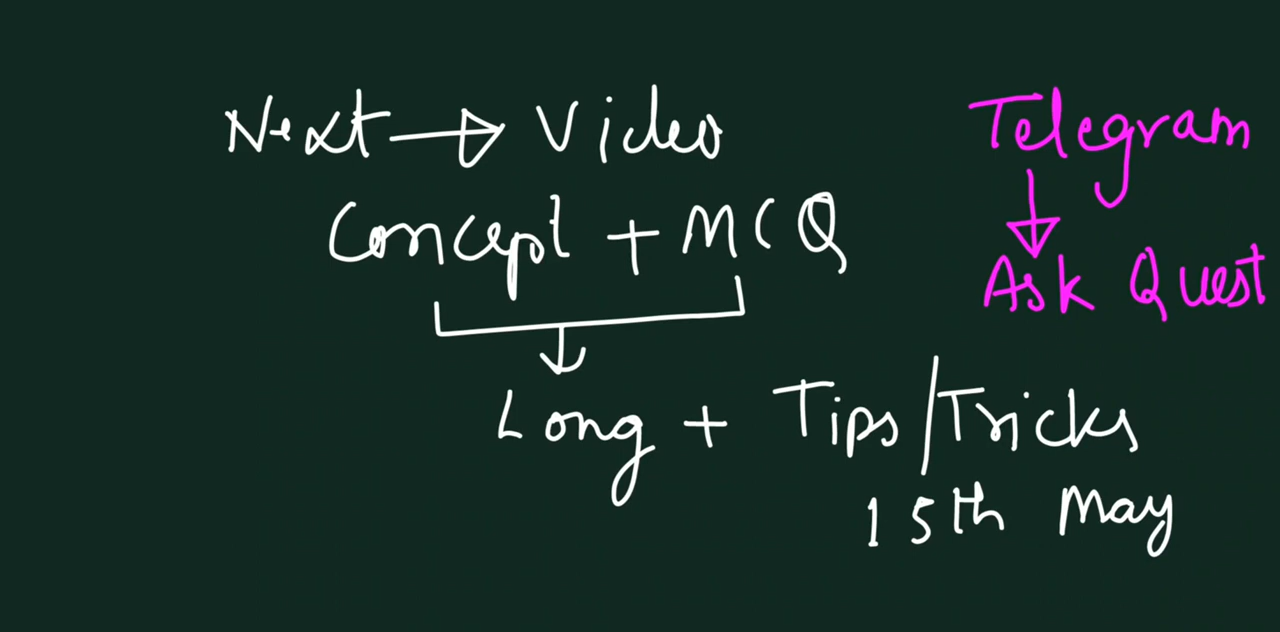 Next → Video
Concept + MCQ
Long + Tips/Tricks
15th May
Telegram
↓
Ask Quest